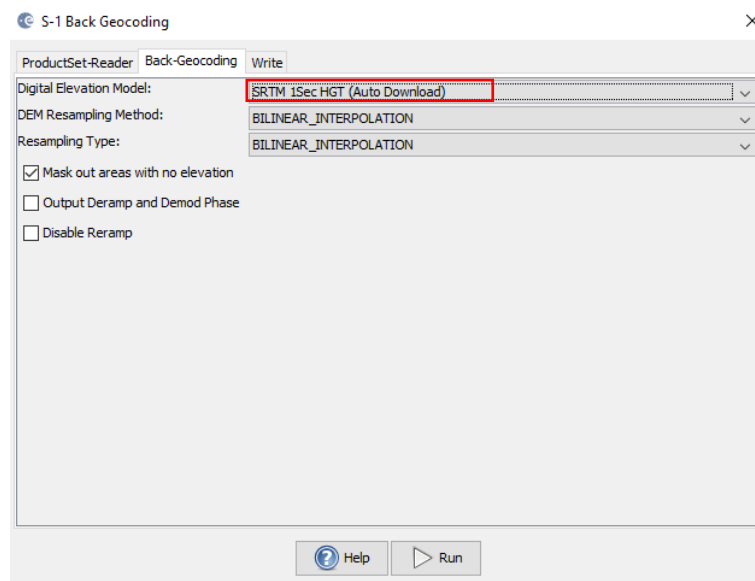 S-1 Back Geocoding
ProductSet-Reader Back-Geocoding Write
Digital Elevation Model: SRTM 1Sec HGT (Auto Download)
DEM Resampling Method: BILINEAR_INTERPOLATION
Resampling Type: BILINEAR_INTERPOLATION
Mask out areas with no elevation
Output Deramp and Demod Phase
Disable Reramp
Help Run